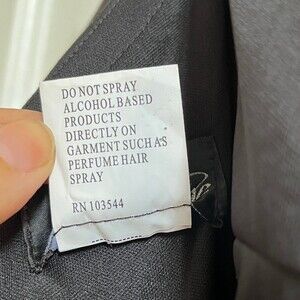 DO NOT SPRAY
ALCOHOL BASED
PRODUCTS
DIRECTLY ON
GARMENT SUCH AS
PERFUME HAIR
SPRAY
RN 103544